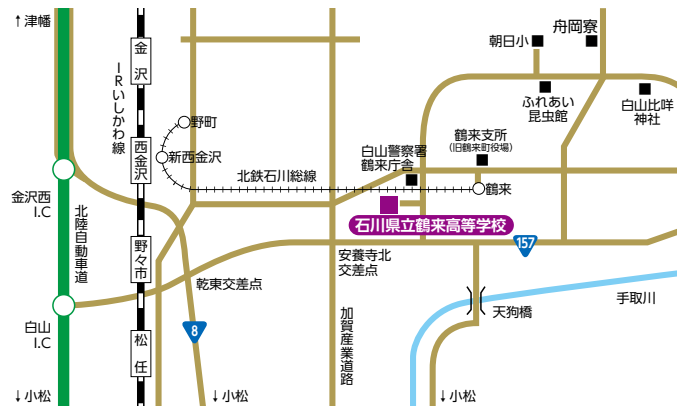 ↑津幡
金沢
IRいしかわ線
西金沢
野々市
松任
野町
新西金沢
北鉄石川総線
鶴来
朝日小
舟岡寮
ふれあい
昆虫館
白山比咩
神社
鶴来支所
(旧鶴来町役場)
白山警察署
鶴来庁舎
石川県立鶴来高等学校
金沢西
I.C
北陸自動車道
白山
I.C
乾東交差点
安養寺北
交差点
157
8
加賀産業道路
天狗橋
手取川
↓小松
↓小松
↓小松